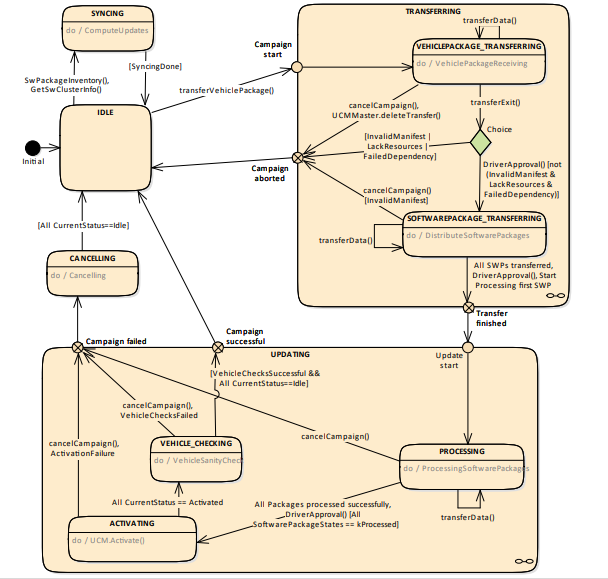 SYNCING
do / ComputeUpdates
SwPackageInventory(),
GetSwClusterInfo()
[SyncingDone]
Campaign
start
transferVehiclePackage()
IDLE
Initial
TRANSFERRING
transferData()
VEHICLEPACKAGE_TRANSFERRING
do / VehiclePackageReceiving
cancelCampaign(),
UCMMaster.deleteTransfer()
transferExit()
Choice
[InvalidManifest |
LackResources |
FailedDependency]
Campaign
aborted
DriverApproval() [not
(InvalidManifest &
LackResources &
FailedDependency)]
cancelCampaign()
[InvalidManifest]
SOFTWAREPACKAGE_TRANSFERRING
do / DistributeSoftwarePackages
transferData()
All SWPs transferred,
DriverApproval(), Start
Processing first SWP
Transfer
finished
[All CurrentStatus==Idle]
CANCELLING
do / Cancelling
Campaign failed
Campaign
successful
UPDATING
Update
start
[VehicleChecksSuccessful &&
All CurrentStatus==Idle]
cancelCampaign(),
VehicleChecksFailed
cancelCampaign()
cancelCampaign(),
ActivationFailure
VEHICLE_CHECKING
do / VehicleSanityChec
PROCESSING
do / ProcessingSoftwarePackages
transferData()
All CurrentStatus == Activated
All Packages processed successfully,
DriverApproval() [All
SoftwarePackageStates == kProcessed]
ACTIVATING
do / UCM.Activate()